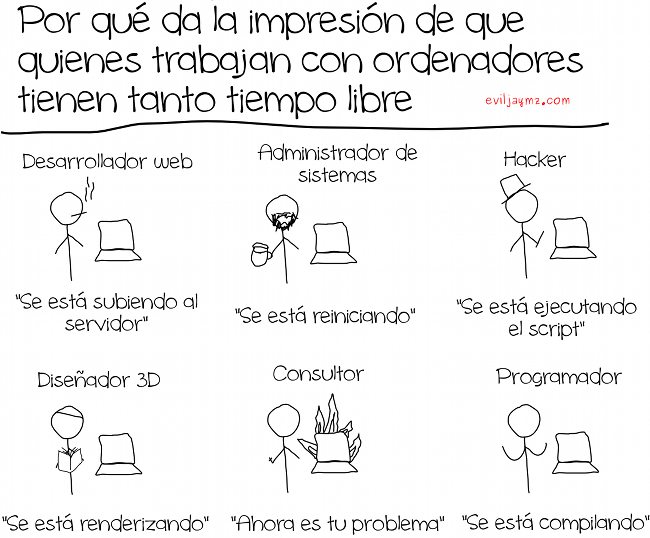 Por qué da la impresión de que
quienes trabajan con ordenadores
tienen tanto tiempo libre
eviljaymz.com
Desarrollador web
Administrador de
sistemas
Hacker
"Se está subiendo al
servidor"
"Se está reiniciando"
"Se está ejecutando
el script"
Diseñador 3D
Consultor
Programador
"Se está renderizando"
"Ahora es tu problema"
"Se está compilando"